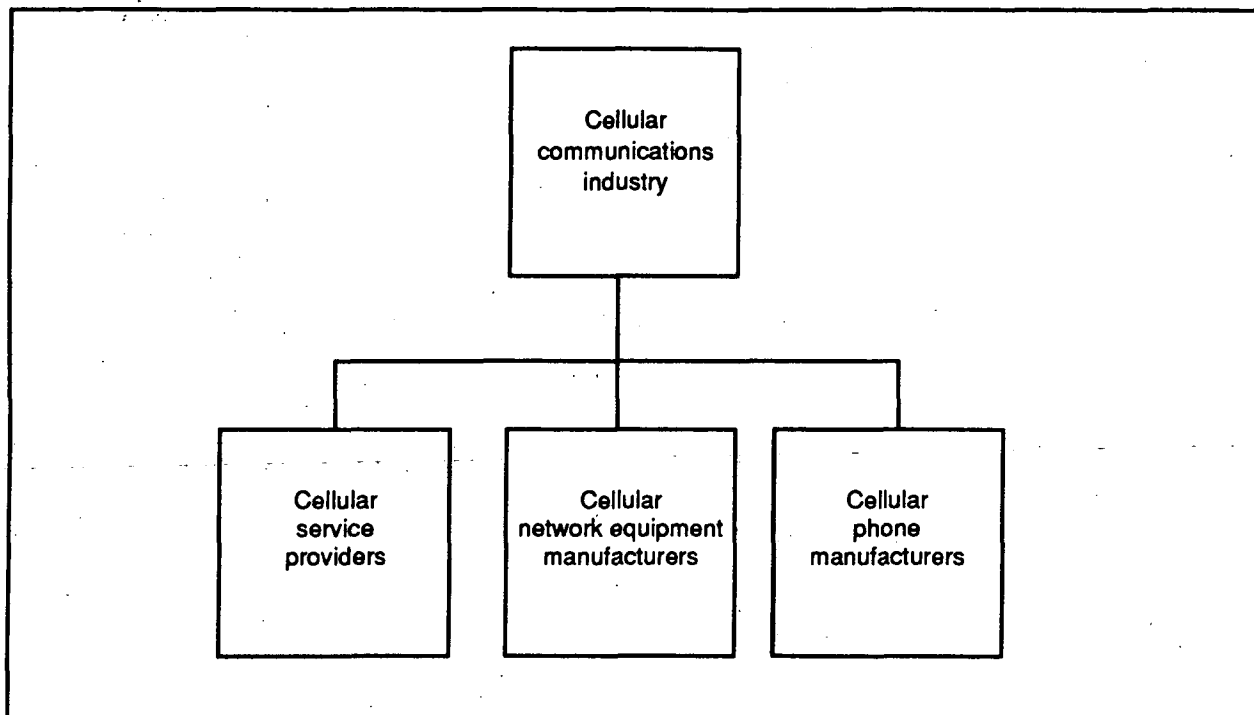 Cellular
communications
industry
Cellular
service
providers
Cellular
network equipment
manufacturers
Cellular
phone
manufacturers